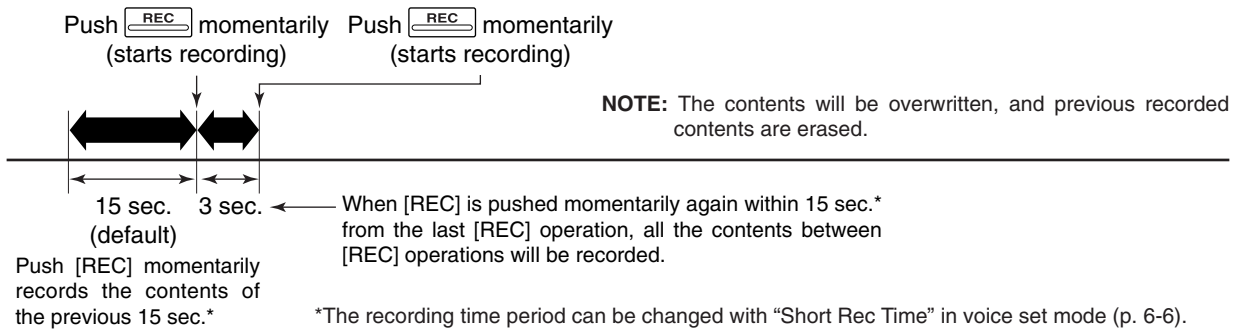 Push REC momentarily
(starts recording)
Push REC momentarily
(starts recording)
NOTE: The contents will be overwritten, and previous recorded
contents are erased.
15 sec.
(default)
3 sec.
When [REC] is pushed momentarily again within 15 sec.*
from the last [REC] operation, all the contents between
[REC] operations will be recorded.
Push [REC] momentarily
records the contents of
the previous 15 sec.*
*The recording time period can be changed with “Short Rec Time” in voice set mode (p. 6-6).